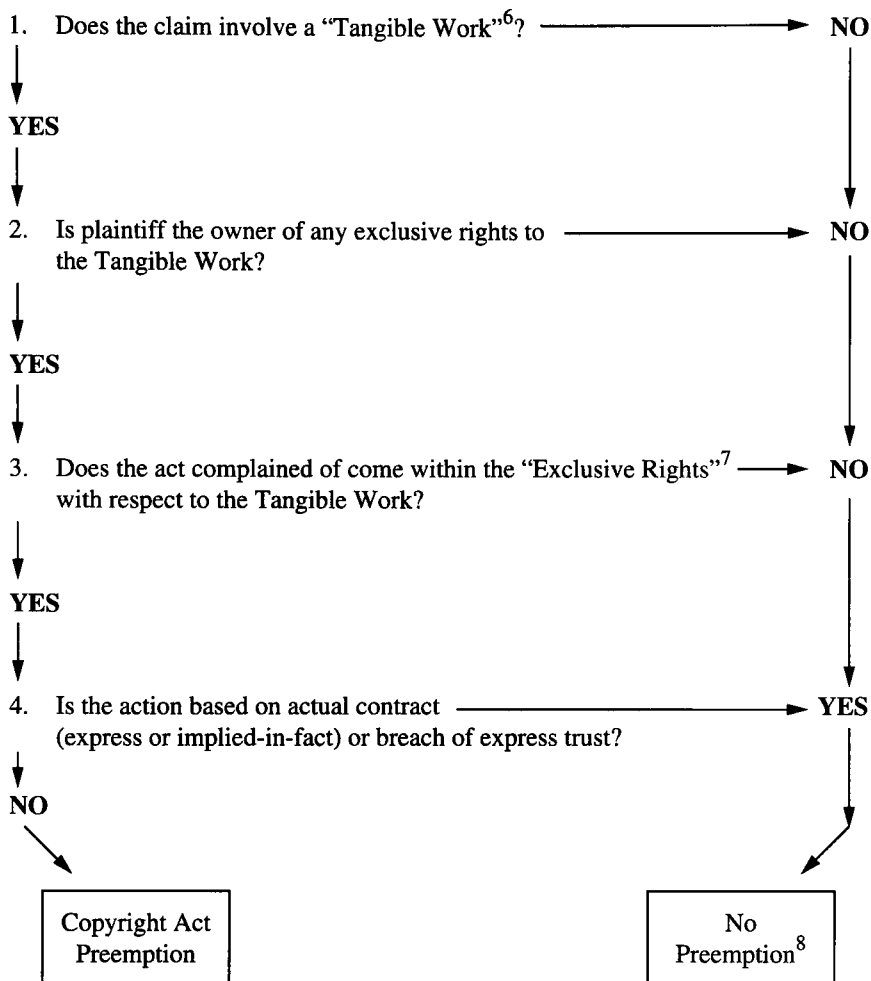 1. Does the claim involve a “Tangible Work”6? NO
YES
2. Is plaintiff the owner of any exclusive rights to NO
the Tangible Work?
YES
3. Does the act complained of come within the “Exclusive Rights”7 NO
with respect to the Tangible Work?
YES
4. Is the action based on actual contract YES
(express or implied-in-fact) or breach of express trust?
NO
Copyright Act
Preemption
No
Preemption8